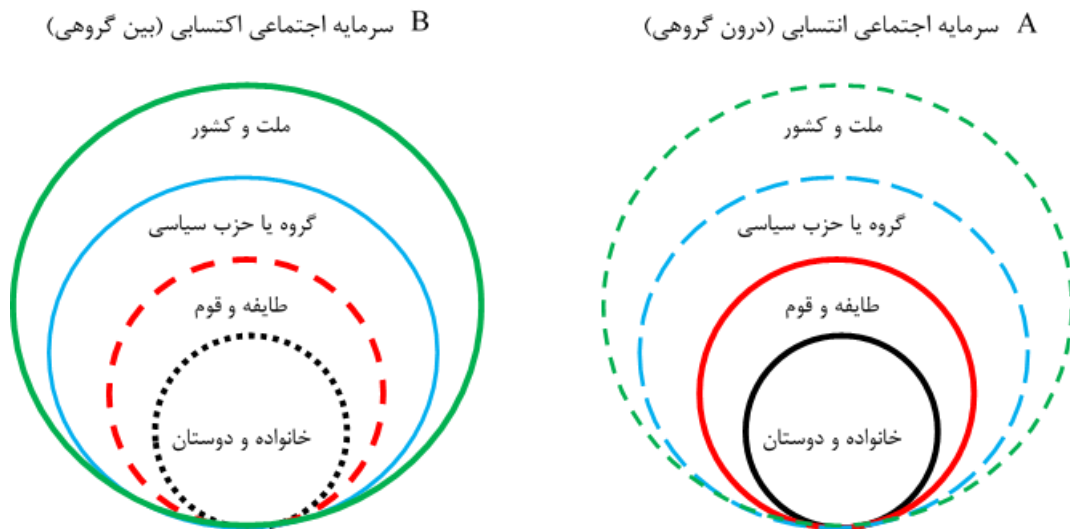 A سرمایه اجتماعی انتسابی (درون گروهی)
ملت و کشور
گروه یا حزب سیاسی
طایفه و قوم
خانواده و دوستان
B سرمایه اجتماعی اکتسابی (بین گروهی)
ملت و کشور
گروه یا حزب سیاسی
طایفه و قوم
خانواده و دوستان